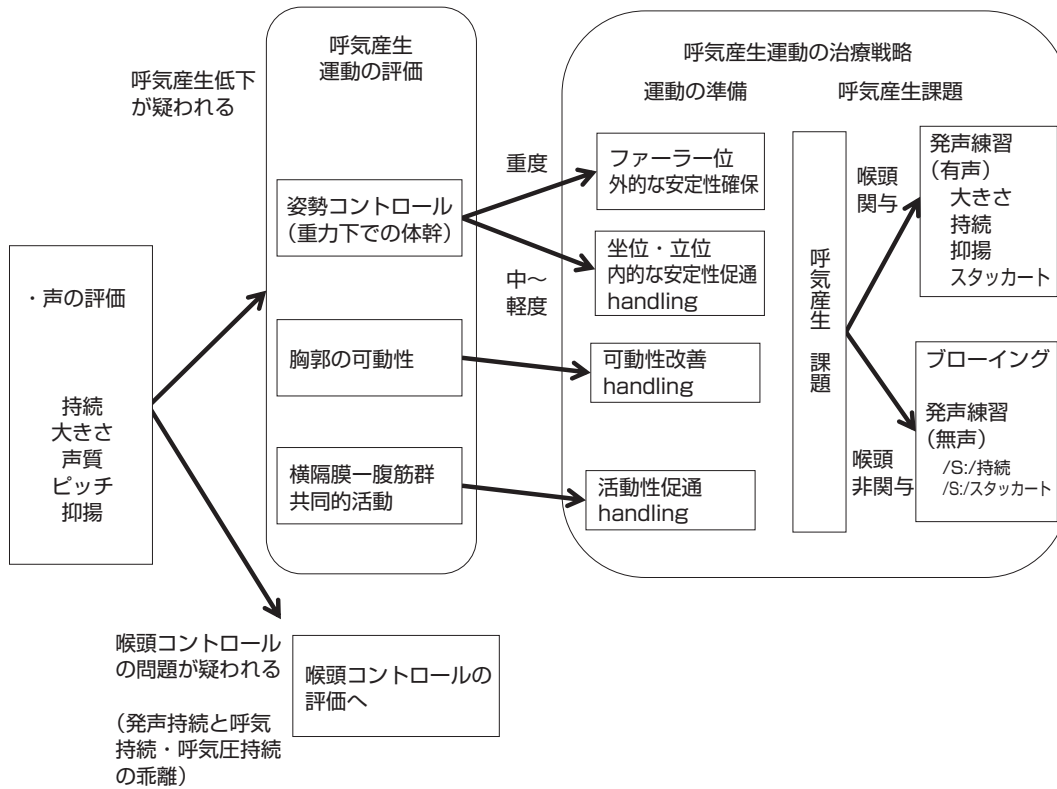 ・声の評価
持続
大きさ
声質
ピッチ
抑揚
呼気産生低下
が疑われる
喉頭コントロール
の問題が疑われる
（発声持続と呼気
持続・呼気圧持続
の乖離）
喉頭コントロールの
評価へ
呼気産生
運動の評価
姿勢コントロール
（重力下での体幹）
胸郭の可動性
横隔膜ー腹筋群
共同的活動
重度
中〜
軽度
呼気産生運動の治療戦略
運動の準備
ファーラー位
外的な安定性確保
坐位・立位
内的な安定性促通
handling
可動性改善
handling
活動性促通
handling
呼気産生課題
呼気産生　課題
喉頭
関与
喉頭
非関与
発声練習
（有声）
大きさ
持続
抑揚
スタッカート
ブローイング
発声練習
（無声）
/S:/持続
/S:/スタッカート